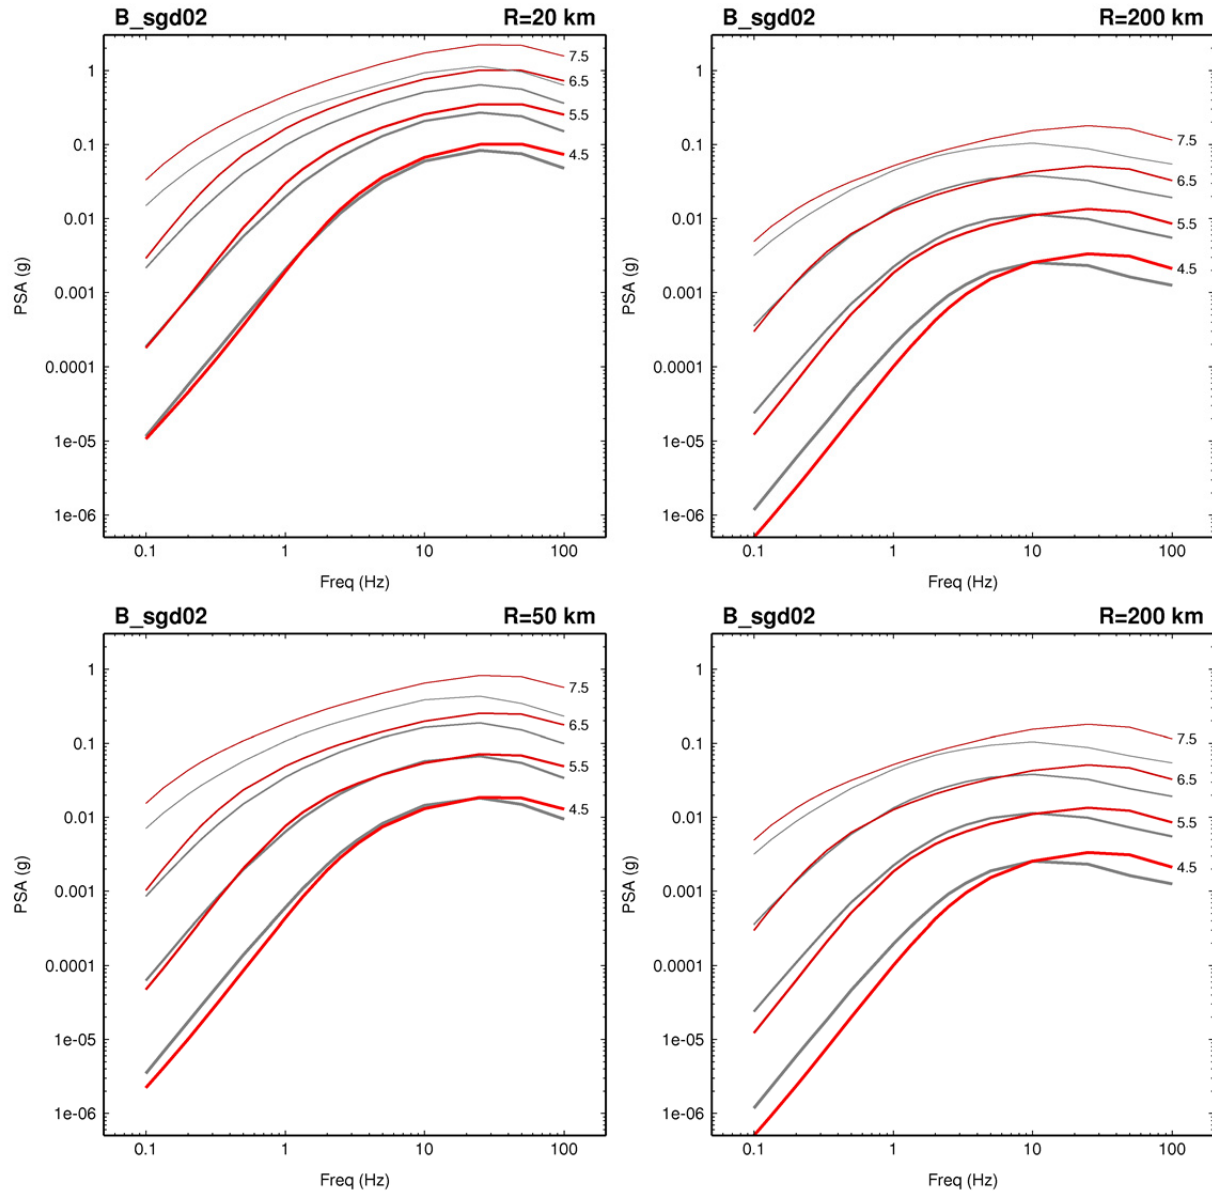 B_sgd02 R=20 km
1
0.1
0.01
0.001
0.0001
1e-05
1e-06
PSA (g)
7.5
6.5
5.5
4.5
0.1 1 10 100
Freq (Hz)
B_sgd02 R=200 km
1
0.1
0.01
0.001
0.0001
1e-05
1e-06
PSA (g)
7.5
6.5
5.5
4.5
0.1 1 10 100
Freq (Hz)
B_sgd02 R=50 km
1
0.1
0.01
0.001
0.0001
1e-05
1e-06
PSA (g)
7.5
6.5
5.5
4.5
0.1 1 10 100
Freq (Hz)
B_sgd02 R=200 km
1
0.1
0.01
0.001
0.0001
1e-05
1e-06
PSA (g)
7.5
6.5
5.5
4.5
0.1 1 10 100
Freq (Hz)